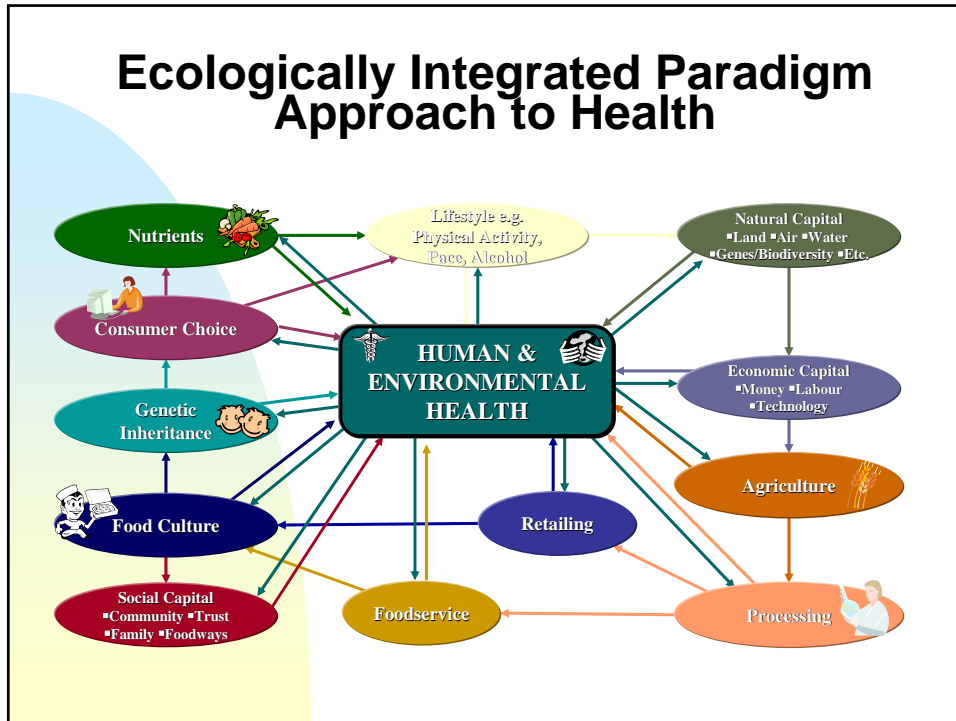 Ecologically Integrated Paradigm
Approach to Health
Nutrients
Lifestyle e.g.
Physical Activity,
Pace, Alcohol
Natural Capital
▪Land ▪Air ▪Water
▪Genes/Biodiversity ▪Etc.
Consumer Choice
HUMAN &
ENVIRONMENTAL
HEALTH
Economic Capital
▪Money ▪Labour
▪Technology
Genetic
Inheritance
Agriculture
Food Culture
Retailing
Social Capital
▪Community ▪Trust
▪Family ▪Foodways
Foodservice
Processing